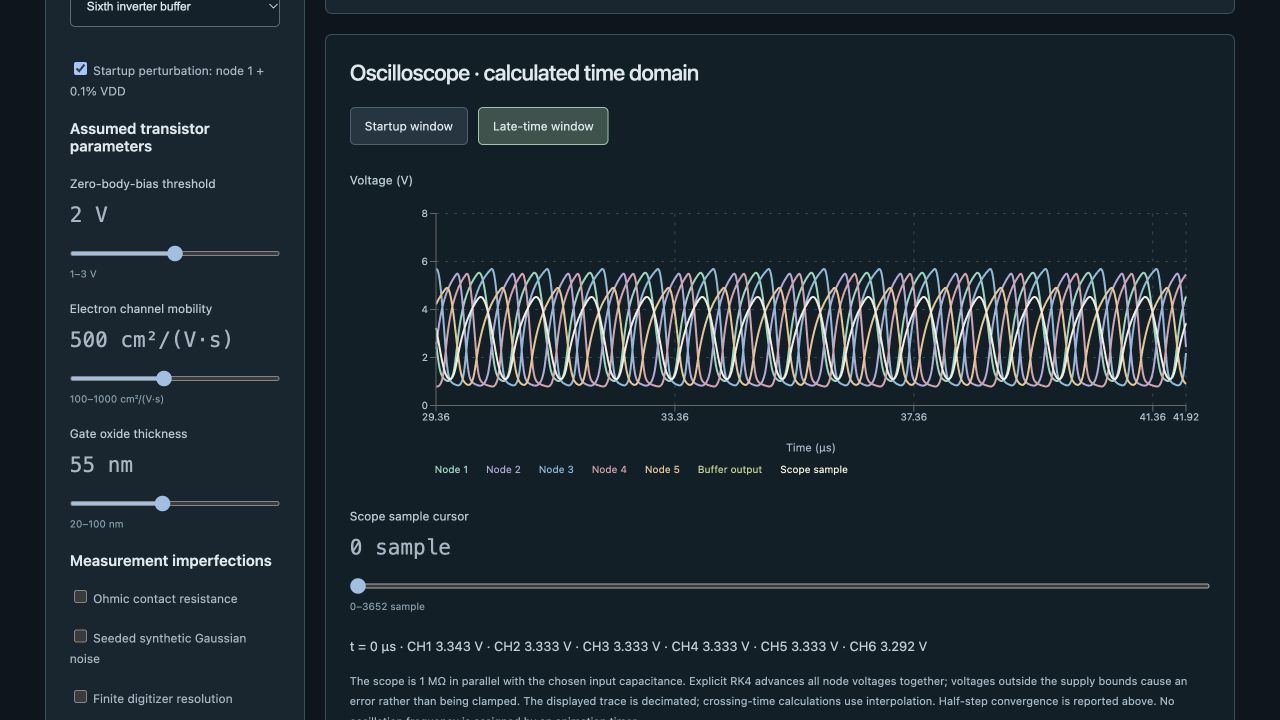 Sixth inverter buffer
Startup perturbation: node 1 +
0.1% VDD
Assumed transistor
parameters
Zero-body-bias threshold
2 V
1–3 V
Electron channel mobility
500 cm²/(V·s)
100–1000 cm²/(V·s)
Gate oxide thickness
55 nm
20–100 nm
Measurement imperfections
Ohmic contact resistance
Seeded synthetic Gaussian
noise
Finite digitizer resolution
Oscilloscope · calculated time domain
Startup window
Late-time window
Voltage (V)
8
6
4
2
0
29.36
33.36
37.36
41.36
41.92
Time (μs)
Node 1
Node 2
Node 3
Node 4
Node 5
Buffer output
Scope sample
Scope sample cursor
0 sample
0–3652 sample
t = 0 μs · CH1 3.343 V · CH2 3.333 V · CH3 3.333 V · CH4 3.333 V · CH5 3.333 V · CH6 3.292 V
The scope is 1 MΩ in parallel with the chosen input capacitance. Explicit RK4 advances all node voltages together; voltages outside the supply bounds cause an
error rather than being clamped. The displayed trace is decimated; crossing-time calculations use interpolation. Half-step convergence is reported above. No